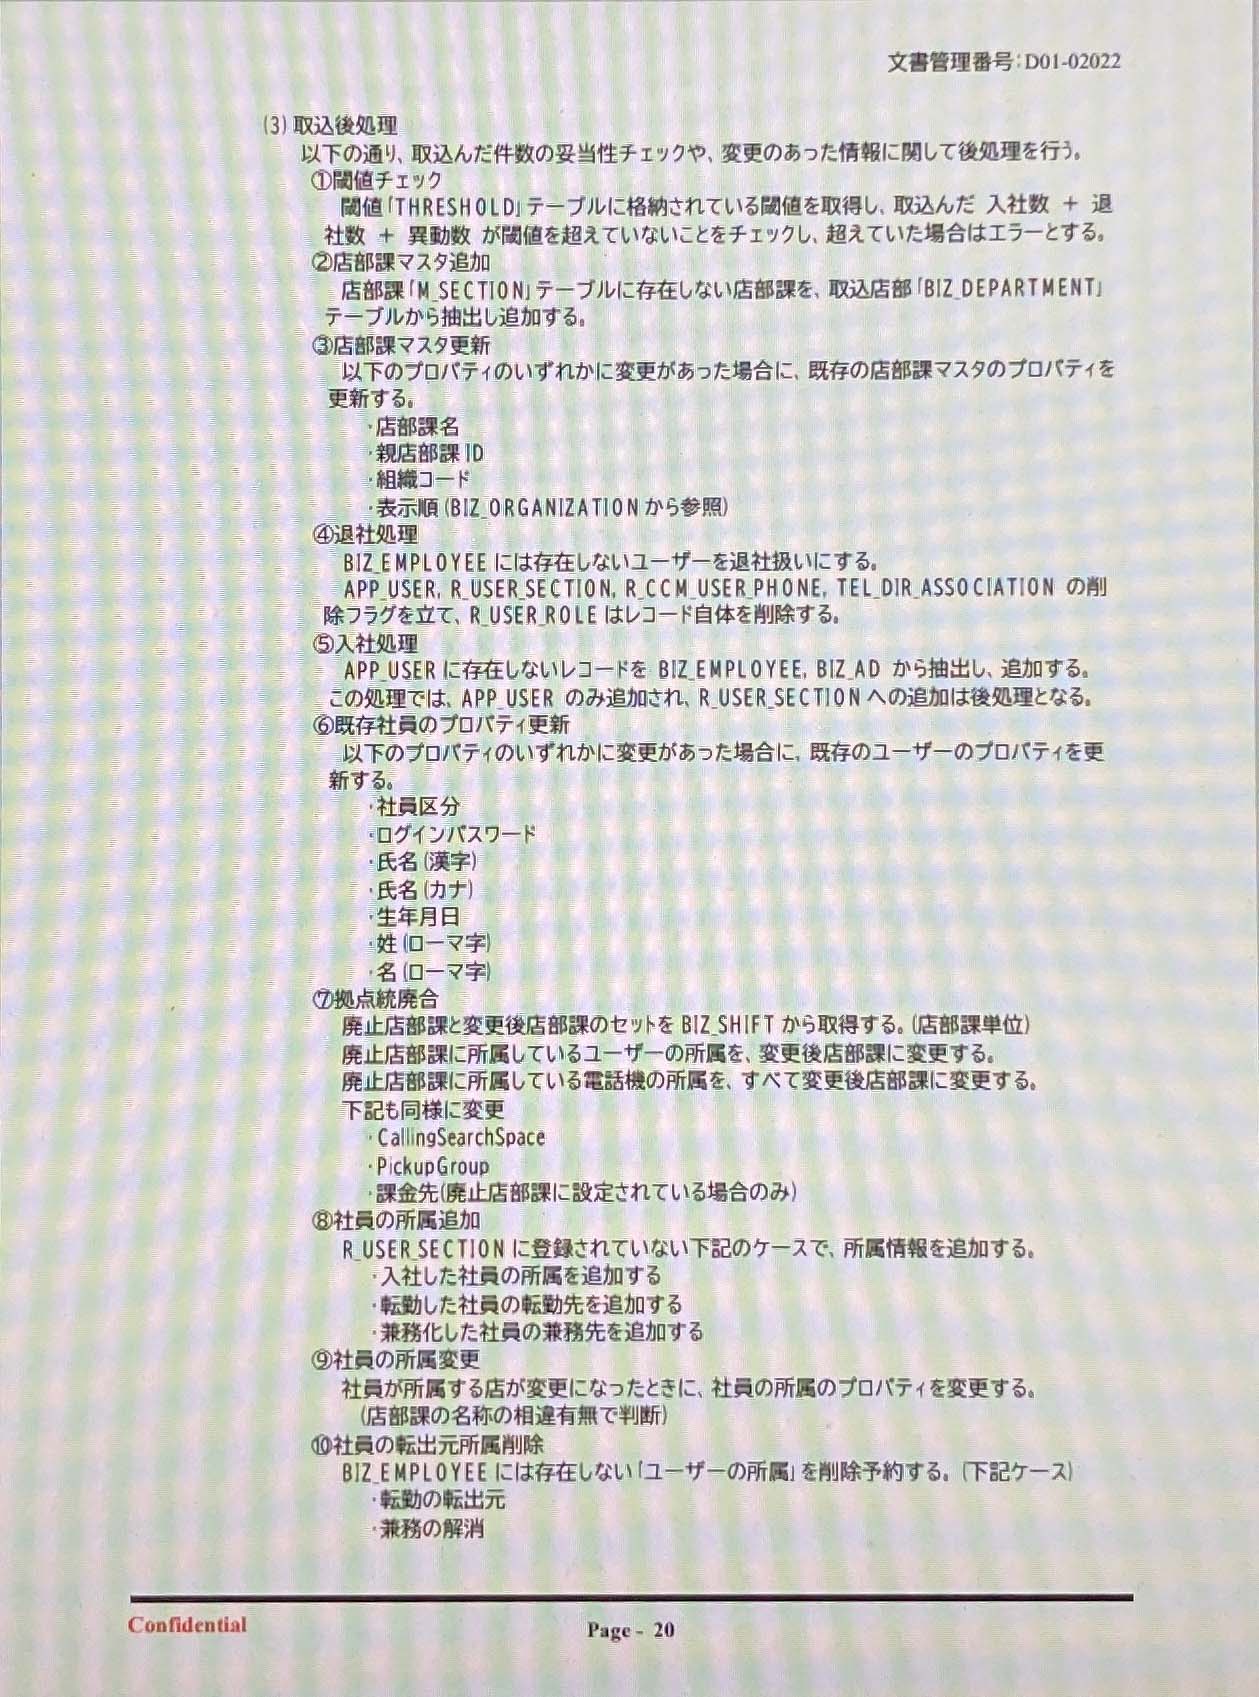 文書管理番号:D01-02022
(3) 取込後処理
以下の通り、取込んだ件数の妥当性チェックや、変更のあった情報に関して後処理を行う。
①閾値チェック
閾値「THRESHOLD」テーブルに格納されている閾値を取得し、取込んだ 入社数 + 退
社数 + 異動数 が閾値を超えていないことをチェックし、超えていた場合はエラーとする。
②店部課マスタ追加
店部課「M_SECTION」テーブルに存在しない店部課を、取込店部「BIZ_DEPARTMENT」
テーブルから抽出し追加する。
③店部課マスタ更新
以下のプロパティのいずれかに変更があった場合に、既存の店部課マスタのプロパティを
更新する。
・店部課名
・親店部課 ID
・組織コード
・表示順 (BIZ_ORGANIZATION から参照)
④退社処理
BIZ_EMPLOYEE には存在しないユーザーを退社扱いにする。
APP_USER, R_USER_SECTION, R_CCM_USER_PHONE, TEL_DIR_ASSOCIATION の削
除フラグを立て、R_USER_ROLE はレコード自体を削除する。
⑤入社処理
APP_USER に存在しないレコードを BIZ_EMPLOYEE, BIZ_AD から抽出し、追加する。
この処理では、APP_USER のみ追加され、R_USER_SECTION への追加は後処理となる。
⑥既存社員のプロパティ更新
以下のプロパティのいずれかに変更があった場合に、既存のユーザーのプロパティを更
新する。
・社員区分
・ログインパスワード
・氏名 (漢字)
・氏名 (カナ)
・生年月日
・姓 (ローマ字)
・名 (ローマ字)
⑦拠点統廃合
廃止店部課と変更後店部課のセットを BIZ_SHIFT から取得する。(店部課単位)
廃止店部課に所属しているユーザーの所属を、変更後店部課に変更する。
廃止店部課に所属している電話機の所属を、すべて変更後店部課に変更する。
下記も同様に変更
・CallingSearchSpace
・PickupGroup
・課金先(廃止店部課に設定されている場合のみ)
⑧社員の所属追加
R_USER_SECTION に登録されていない下記のケースで、所属情報を追加する。
・入社した社員の所属を追加する
・転勤した社員の転勤先を追加する
・兼務化した社員の兼務先を追加する
⑨社員の所属変更
社員が所属する店が変更になったときに、社員の所属のプロパティを変更する。
(店部課の名称の相違有無で判断)
⑩社員の転出元所属削除
BIZ_EMPLOYEE には存在しない「ユーザーの所属」を削除予約する。(下記ケース)
・転勤の転出元
・兼務の解消
Confidential
Page - 20